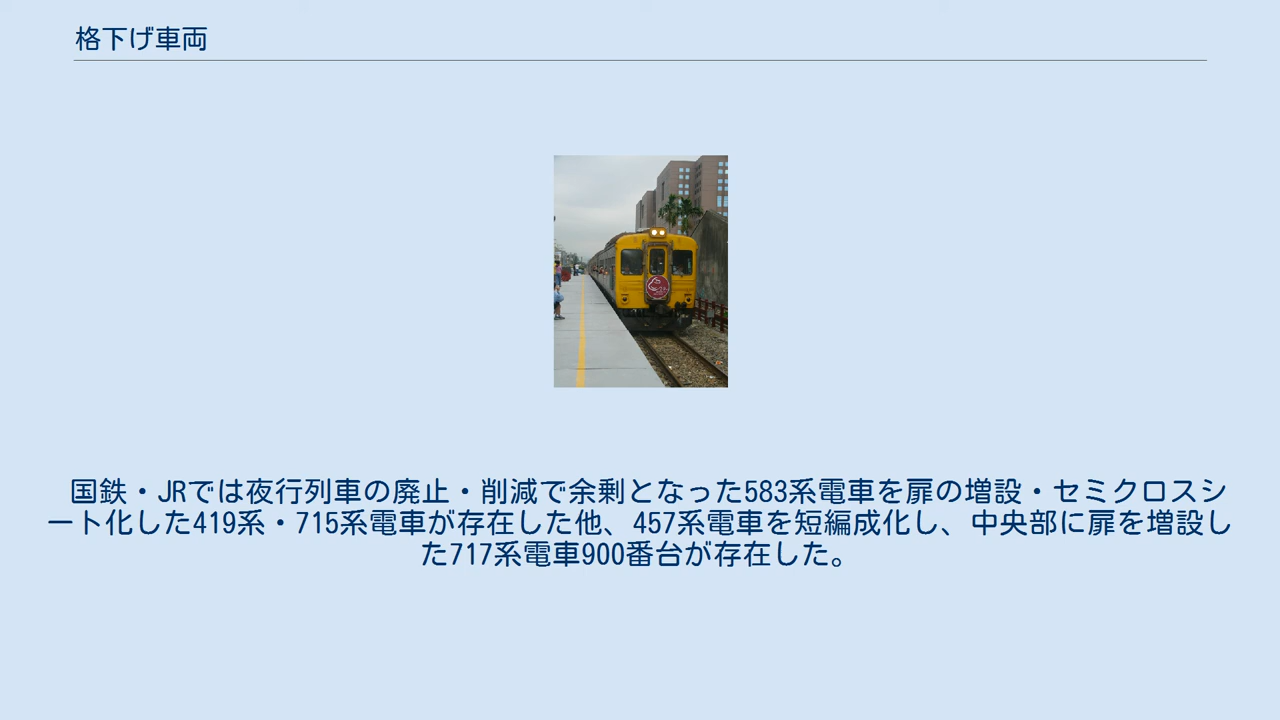 格下げ車両
国鉄・JRでは夜行列車の廃止・削減で余剰となった583系電車を扉の増設・セミクロスシ
ート化した419系・715系電車が存在した他、457系電車を短編成化し、中央部に扉を増設し
た717系電車900番台が存在した。